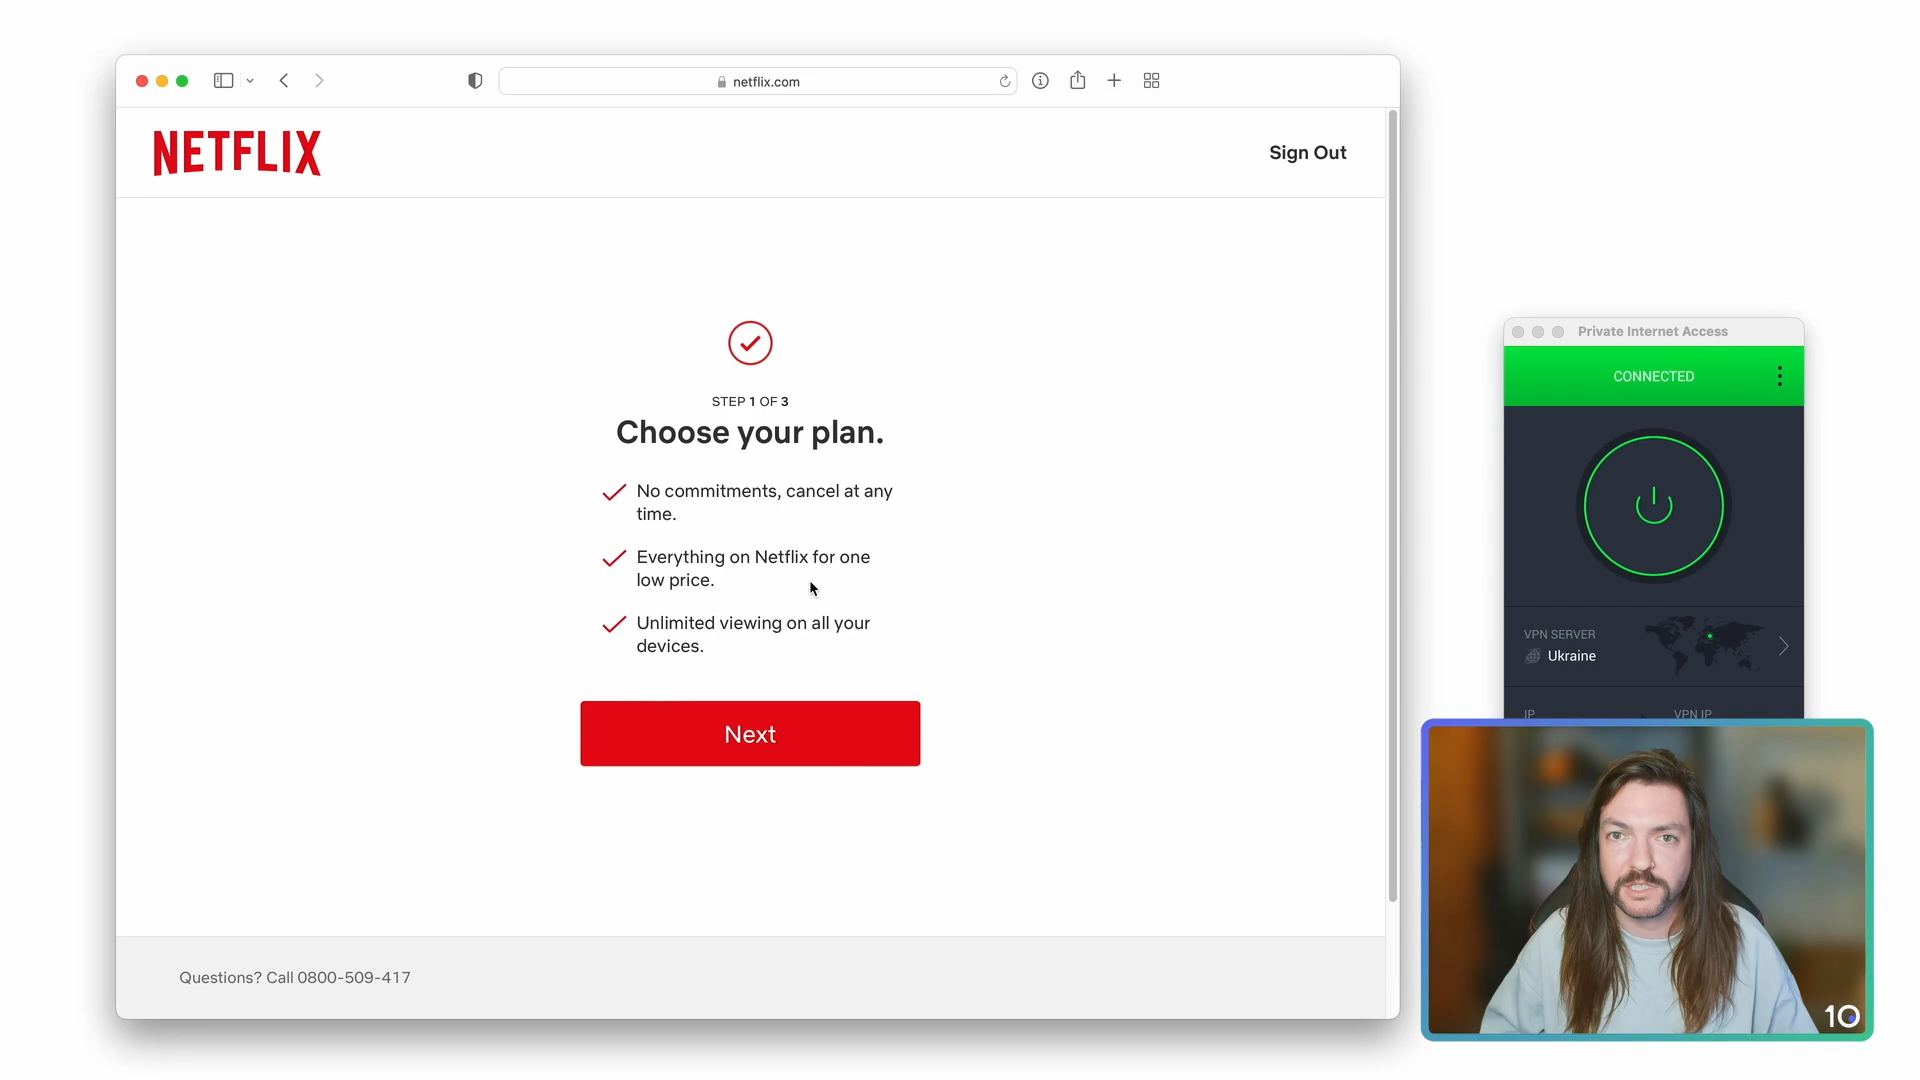 netflix.com
NETFLIX
Sign Out
STEP 1 OF 3
Choose your plan.
No commitments, cancel at any
time.
Everything on Netflix for one
low price.
Unlimited viewing on all your
devices.
Next
Questions? Call 0800-509-417
Private Internet Access
CONNECTED
VPN SERVER
Ukraine
IP
VPN IP
10